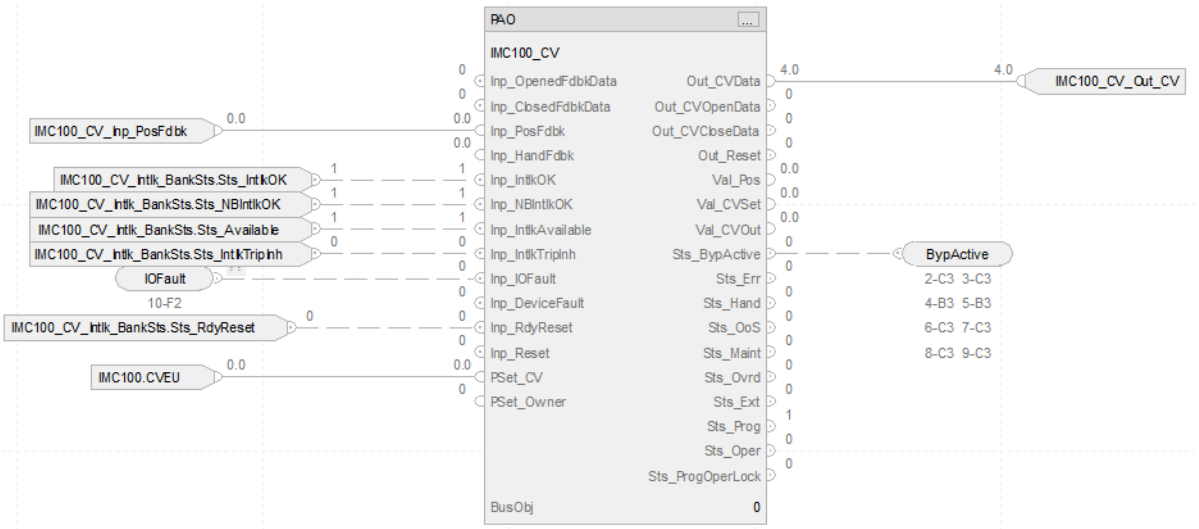 PAO ...
IMC100_CV
0 Inp_OpenedFdbkData Out_CVData 4.0 4.0 IMC100_CV_Out_CV
0 Inp_ClosedFdbkData Out_CVOpenData 0
IMC100_CV_Inp_PosFdbk 0.0 0.0 Inp_PosFdbk Out_CVCloseData 0
0.0 Inp_HandFdbk Out_Reset 0
IMC100_CV_Intlk_BankSts.Sts_IntlkOK 1 1 Inp_IntlkOK Val_Pos 0.0
IMC100_CV_Intlk_BankSts.Sts_NBIntlkOK 1 1 Inp_NBIntlkOK Val_CVSet 0.0
IMC100_CV_Intlk_BankSts.Sts_Available 1 1 Inp_IntlkAvailable Val_CVOut 0.0
IMC100_CV_Intlk_BankSts.Sts_IntlkTripInh 0 0 Inp_IntlkTripInh Sts_BypActive 0 BypActive
IOFault 0 Inp_IOFault Sts_Err 0 2-C3 3-C3
10-F2 0 Inp_DeviceFault Sts_Hand 0 4-B3 5-B3
IMC100_CV_Intlk_BankSts.Sts_RdyReset 0 0 Inp_RdyReset Sts_OoS 0 6-C3 7-C3
0 Inp_Reset Sts_Maint 0 8-C3 9-C3
IMC100.CVEU 0.0 0.0 PSet_CV Sts_Ovrd 0
0 PSet_Owner Sts_Ext 0
Sts_Prog 1
Sts_Oper 0
Sts_ProgOperLock 0
BusObj 0